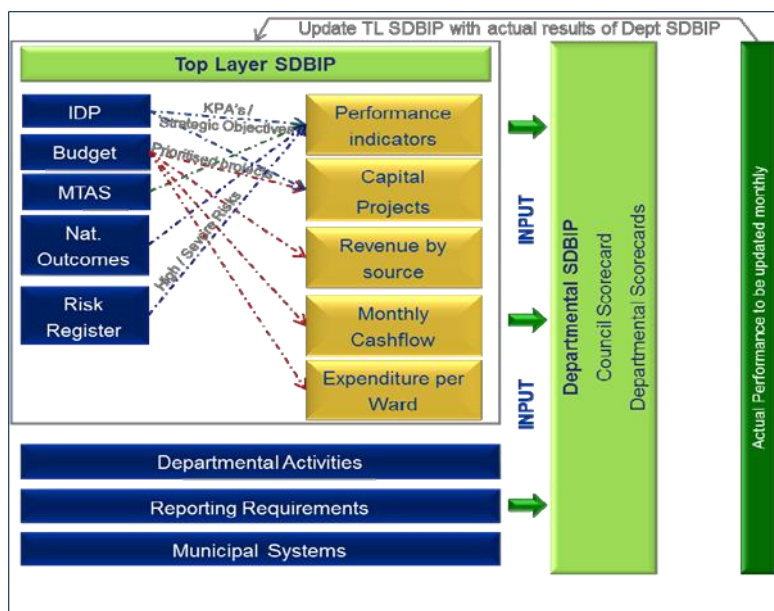 Update TL SDBIP with actual results of Dept SDBIP
Top Layer SDBIP
IDP
Budget
MTAS
Nat.
Outcomes
Risk
Register
KPA's /
Strategic Objectives
Prioritised projects
High / Severe Risks
Performance
indicators
Capital
Projects
Revenue by
source
Monthly
Cashflow
Expenditure per
Ward
INPUT
INPUT
Departmental SDBIP
Council Scorecard
Departmental Scorecards
Actual Performance to be updated monthly
Departmental Activities
Reporting Requirements
Municipal Systems